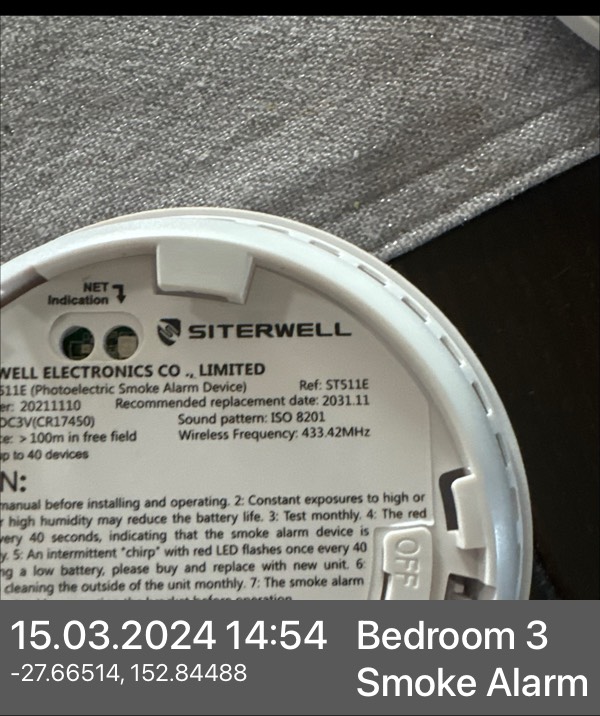 NET
Indication
SITERWELL
WELL ELECTRONICS CO ., LIMITED
511E (Photoelectric Smoke Alarm Device) Ref: ST511E
er: 20211110 Recommended replacement date: 2031.11
DC3V(CR17450) Sound pattern: ISO 8201
ce: > 100m in free field Wireless Frequency: 433.42MHz
up to 40 devices
N:
manual before installing and operating. 2: Constant exposures to high or
r high humidity may reduce the battery life. 3: Test monthly. 4: The red
very 40 seconds, indicating that the smoke alarm device is
y. 5: An intermittent "chirp" with red LED flashes once every 40
ng a low battery, please buy and replace with new unit. 6:
cleaning the outside of the unit monthly. 7: The smoke alarm
OFF
15.03.2024 14:54 Bedroom 3
-27.66514, 152.84488 Smoke Alarm